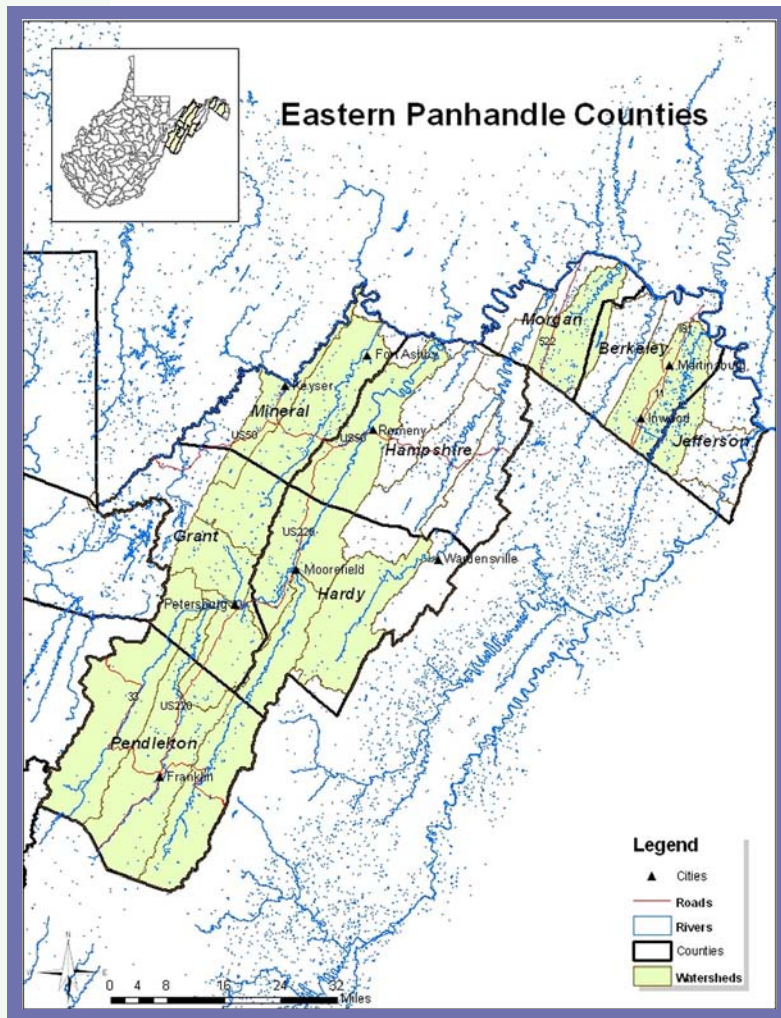 Eastern Panhandle Counties
Morgan
522
Berkeley
I81
Martinsburg
11
Inwood
Jefferson
Fort Ashby
Keyser
Mineral
US50
US50
Romeny
Hampshire
Grant
US220
Wardensville
Moorefield
Hardy
Petersburg
33
US220
Pendleton
Franklin
Legend
Cities
Roads
Rivers
Counties
Watersheds
N
E
0 4 8 16 24 32
Miles